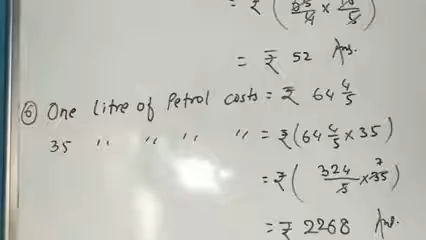 = ₹ (
= ₹ 52 Ans.
⑥ One litre of Petrol costs = ₹ 64 4/5
35 " " " " = ₹ (64 4/5 x 35)
= ₹ ( 324/5 x 35 7 )
= ₹ 2268 Ans.